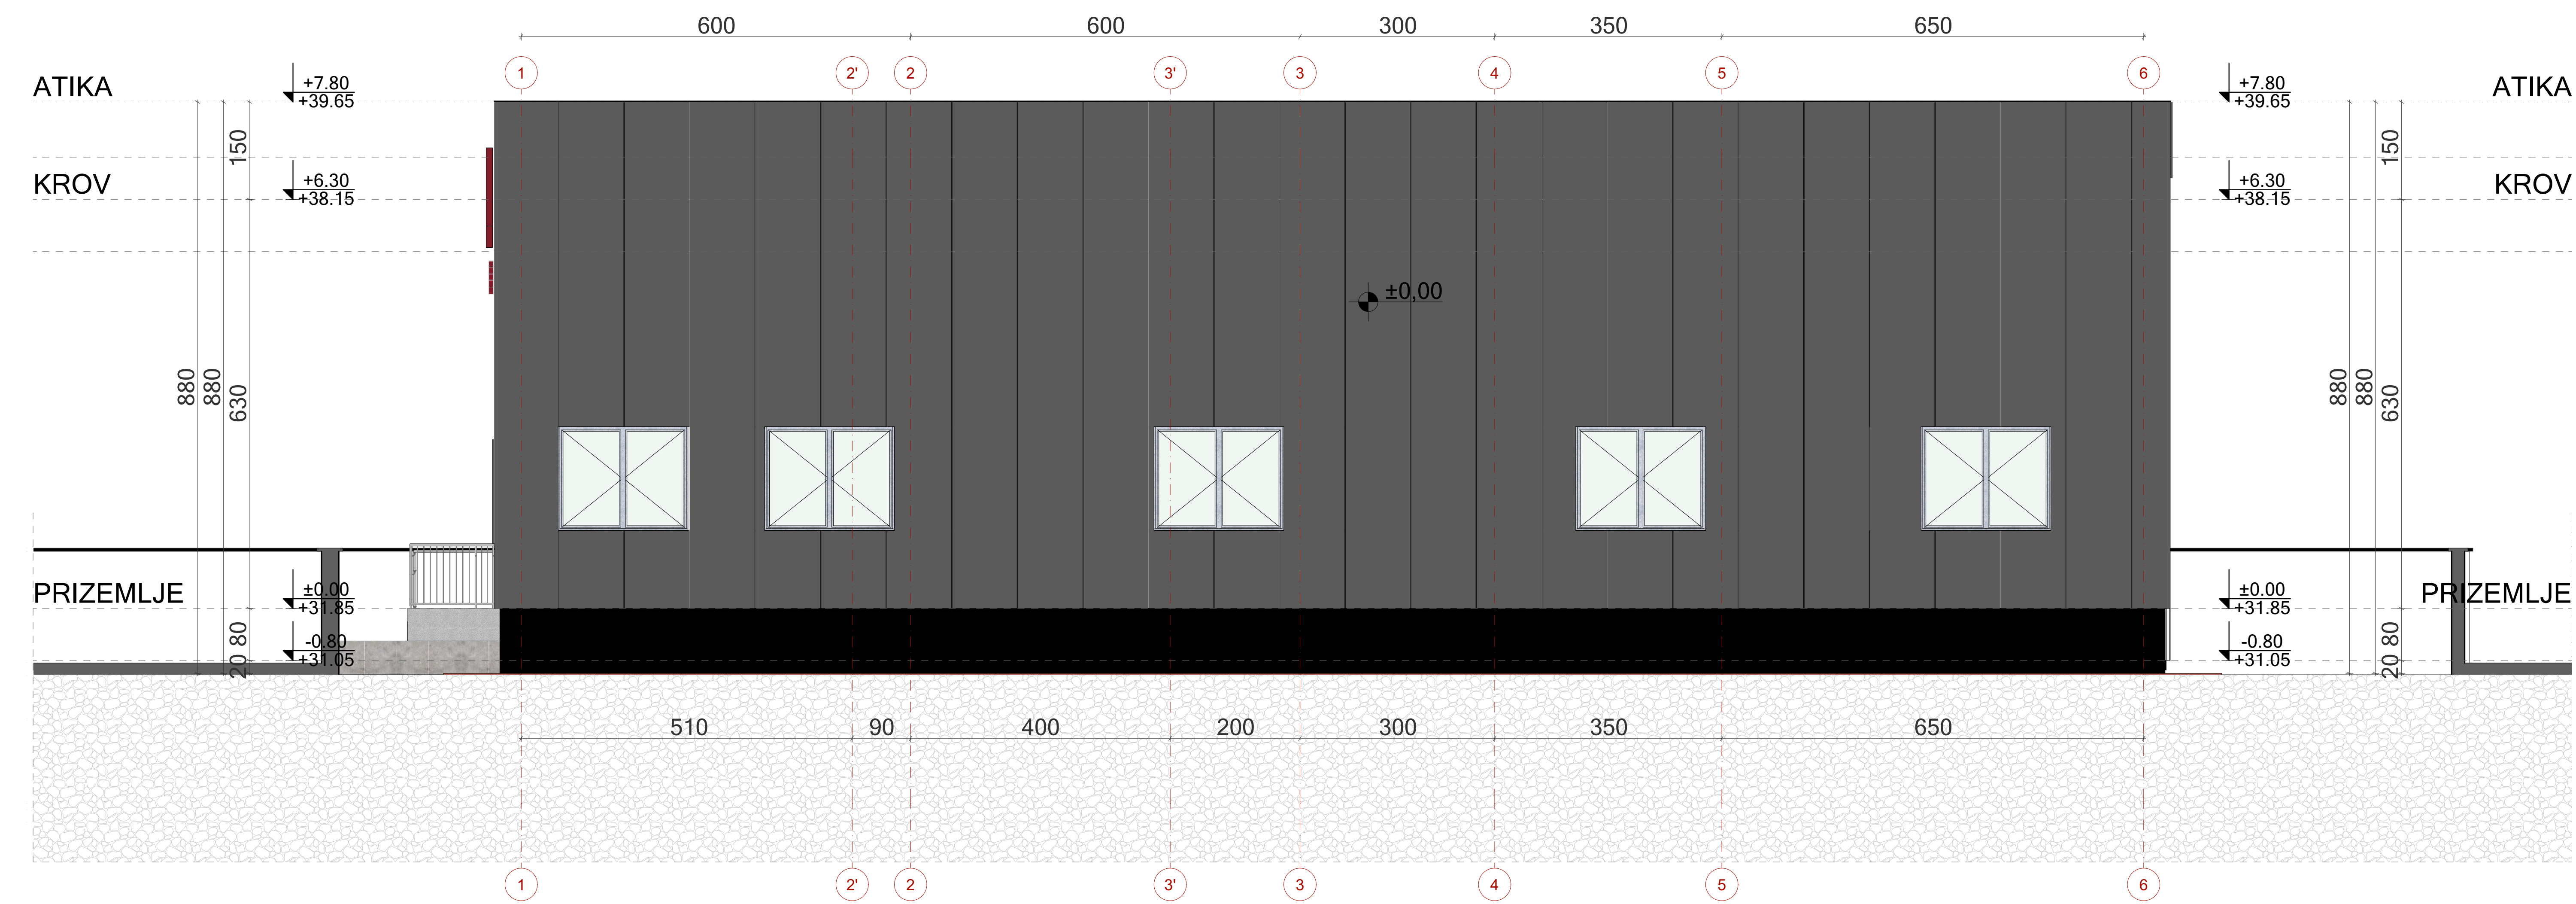 600 600 300 350 650
1 2' 2 3' 3 4 5 6
ATIKA +7.80 +7.80 ATIKA
+39.65 +39.65
150 150
KROV +6.30 +6.30 KROV
+38.15 +38.15
±0,00
880 880 630 880 880 630
PRIZEMLJE ±0.00 ±0.00 PRIZEMLJE
+31.85 +31.85
80 -0.80 -0.80 80
20 +31.05 +31.05 20
510 90 400 200 300 350 650
1 2' 2 3' 3 4 5 6